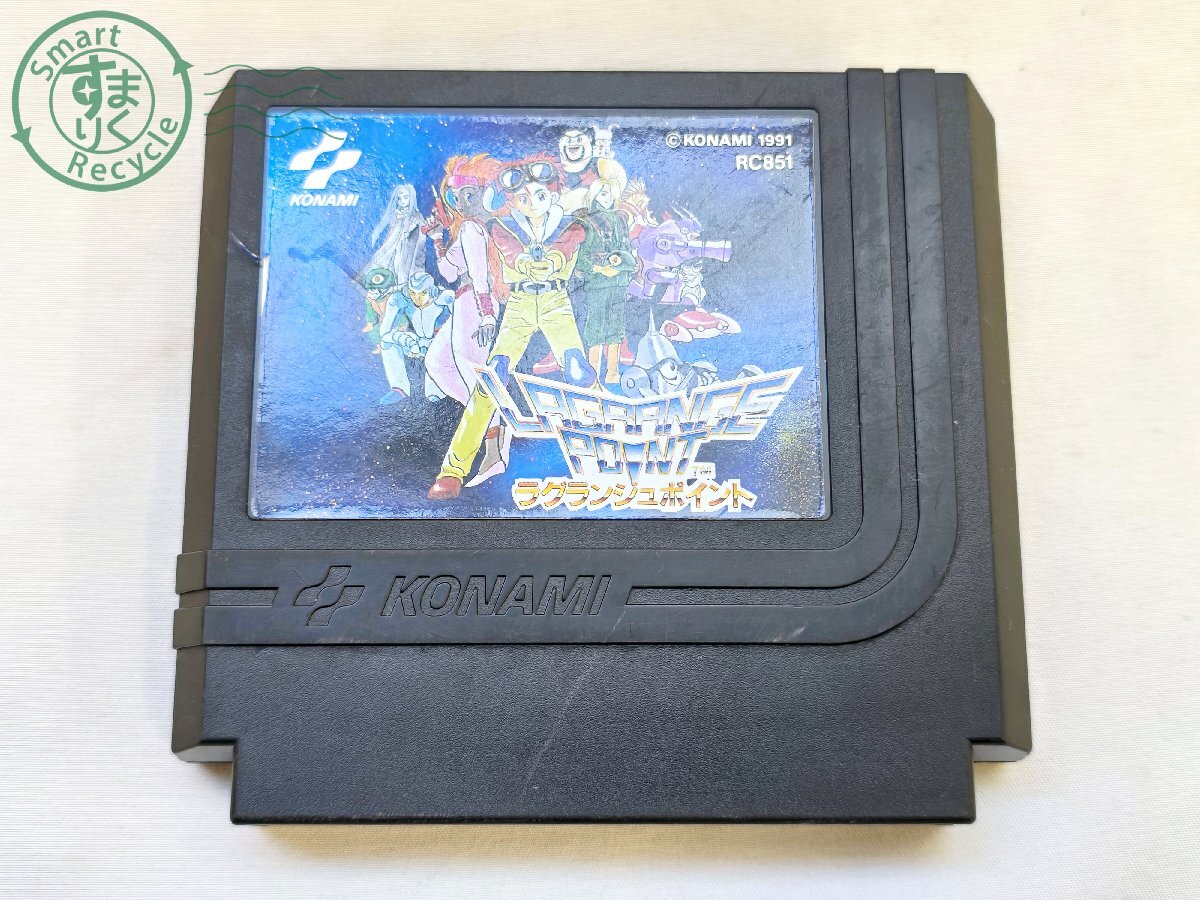 Smart
すまりく
Recycle
KONAMI
©KONAMI 1991
RC851
LAGRANGE
POINT™
ラグランジュポイント
KONAMI